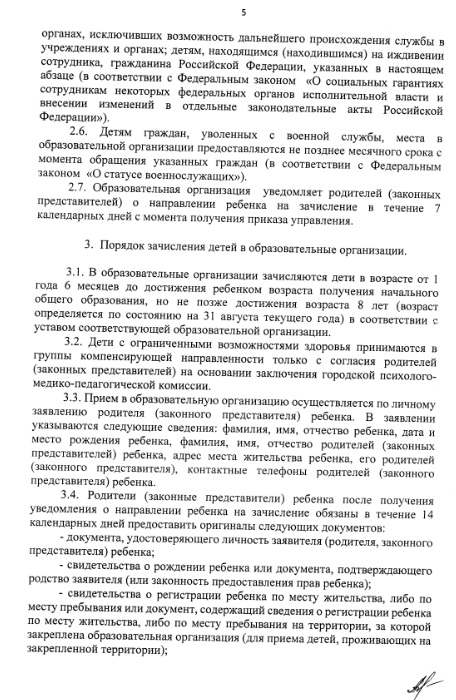 5
органах, исключивших возможность дальнейшего происхождения службы в
учреждениях и органах; детям, находящимся (находившимся) на иждивении
сотрудника, гражданина Российской Федерации, указанных в настоящем
абзаце (в соответствии с Федеральным законом «О социальных гарантиях
сотрудникам некоторых федеральных органов исполнительной власти и
внесении изменений в отдельные законодательные акты Российской
Федерации»).
2.6. Детям граждан, уволенных с военной службы, места в
образовательной организации предоставляются не позднее месячного срока с
момента обращения указанных граждан (в соответствии с Федеральным
законом «О статусе военнослужащих»).
2.7. Образовательная организация уведомляет родителей (законных
представителей) о направлении ребенка на зачисление в течение 7
календарных дней с момента получения приказа управления.
3. Порядок зачисления детей в образовательные организации.
3.1. В образовательные организации зачисляются дети в возрасте от 1
года 6 месяцев до достижения ребенком возраста получения начального
общего образования, но не позже достижения возраста 8 лет (возраст
определяется по состоянию на 31 августа текущего года) в соответствии с
уставом соответствующей образовательной организации.
3.2. Дети с ограниченными возможностями здоровья принимаются в
группы компенсирующей направленности только с согласия родителей
(законных представителей) на основании заключения городской психолого-
медико-педагогической комиссии.
3.3. Прием в образовательную организацию осуществляется по личному
заявлению родителя (законного представителя) ребенка. В заявлении
указываются следующие сведения: фамилия, имя, отчество ребенка, дата и
место рождения ребенка, фамилия, имя, отчество родителей (законных
представителей) ребенка, адрес места жительства ребенка, его родителей
(законного представителя), контактные телефоны родителей (законного
представителя) ребенка.
3.4. Родители (законные представители) ребенка после получения
уведомления о направлении ребенка на зачисление обязаны в течение 14
календарных дней предоставить оригиналы следующих документов:
- документа, удостоверяющего личность заявителя (родителя, законного
представителя) ребенка;
- свидетельства о рождении ребенка или документа, подтверждающего
родство заявителя (или законность предоставления прав ребенка);
- свидетельства о регистрации ребенка по месту жительства, либо по
месту пребывания или документ, содержащий сведения о регистрации ребенка
по месту жительства, либо по месту пребывания на территории, за которой
закреплена образовательная организация (для приема детей, проживающих на
закрепленной территории);